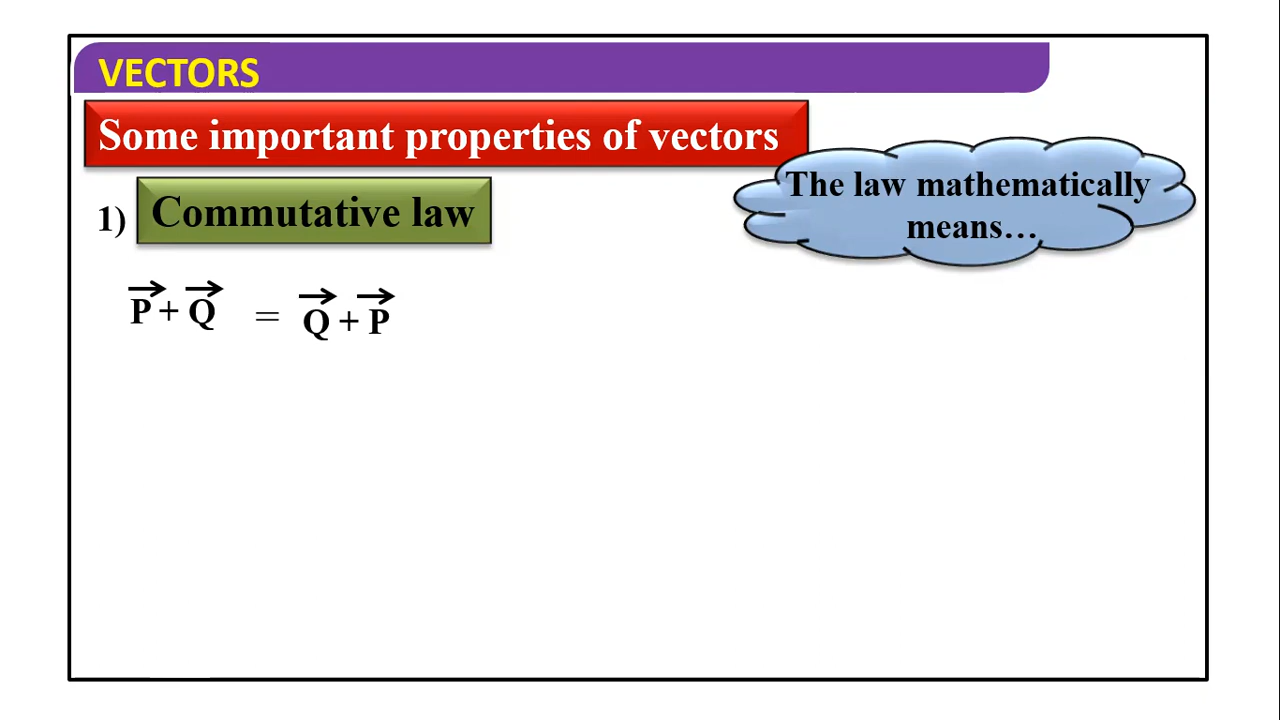 VECTORS
Some important properties of vectors
The law mathematically
means…
1) Commutative law
P⃗ + Q⃗ = Q⃗ + P⃗